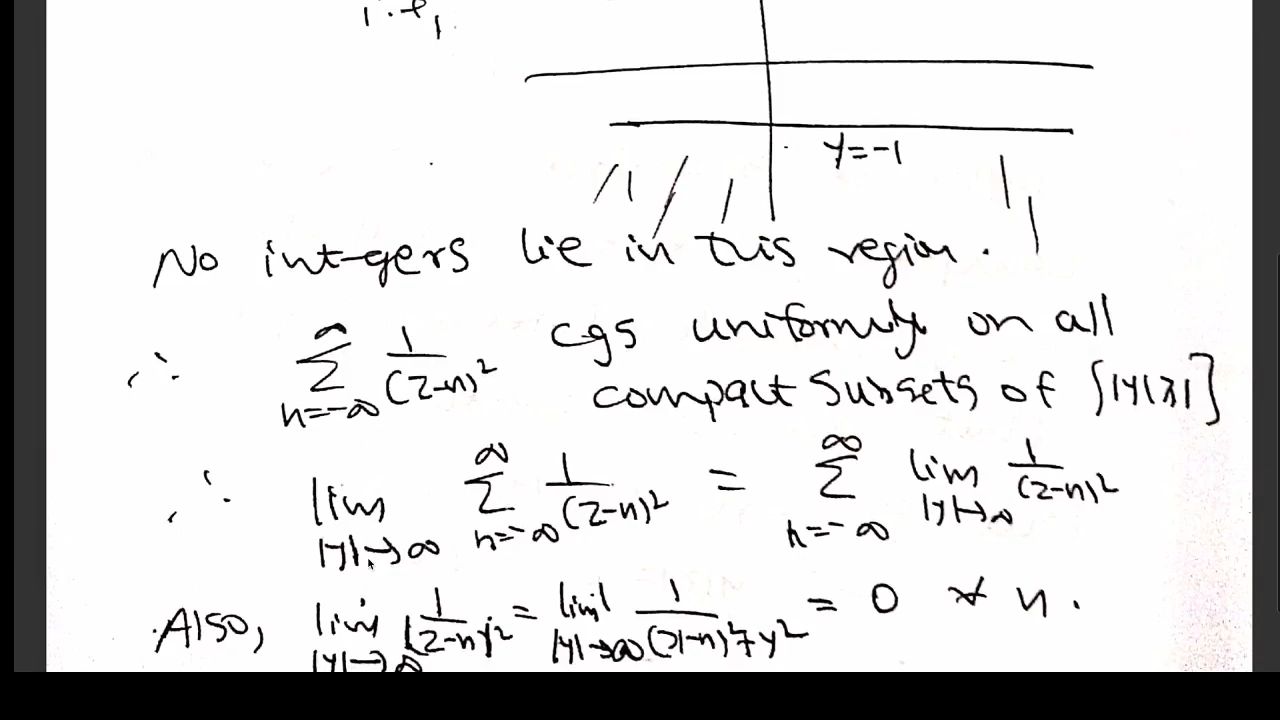 i.e,
y=-1
No integers lie in this region.
∴ ∑_{n=-∞}^{∞} 1/(z-n)² cgs uniformly on all
compact subsets of {|y|≥1}
∴ lim_{|y|→∞} ∑_{n=-∞}^{∞} 1/(z-n)² = ∑_{n=-∞}^{∞} lim_{|y|→∞} 1/(z-n)²
Also, lim_{|y|→∞} |1/(z-n)|² = lim_{|y|→∞} 1/((x-n)²+y²) = 0 ∀ n.